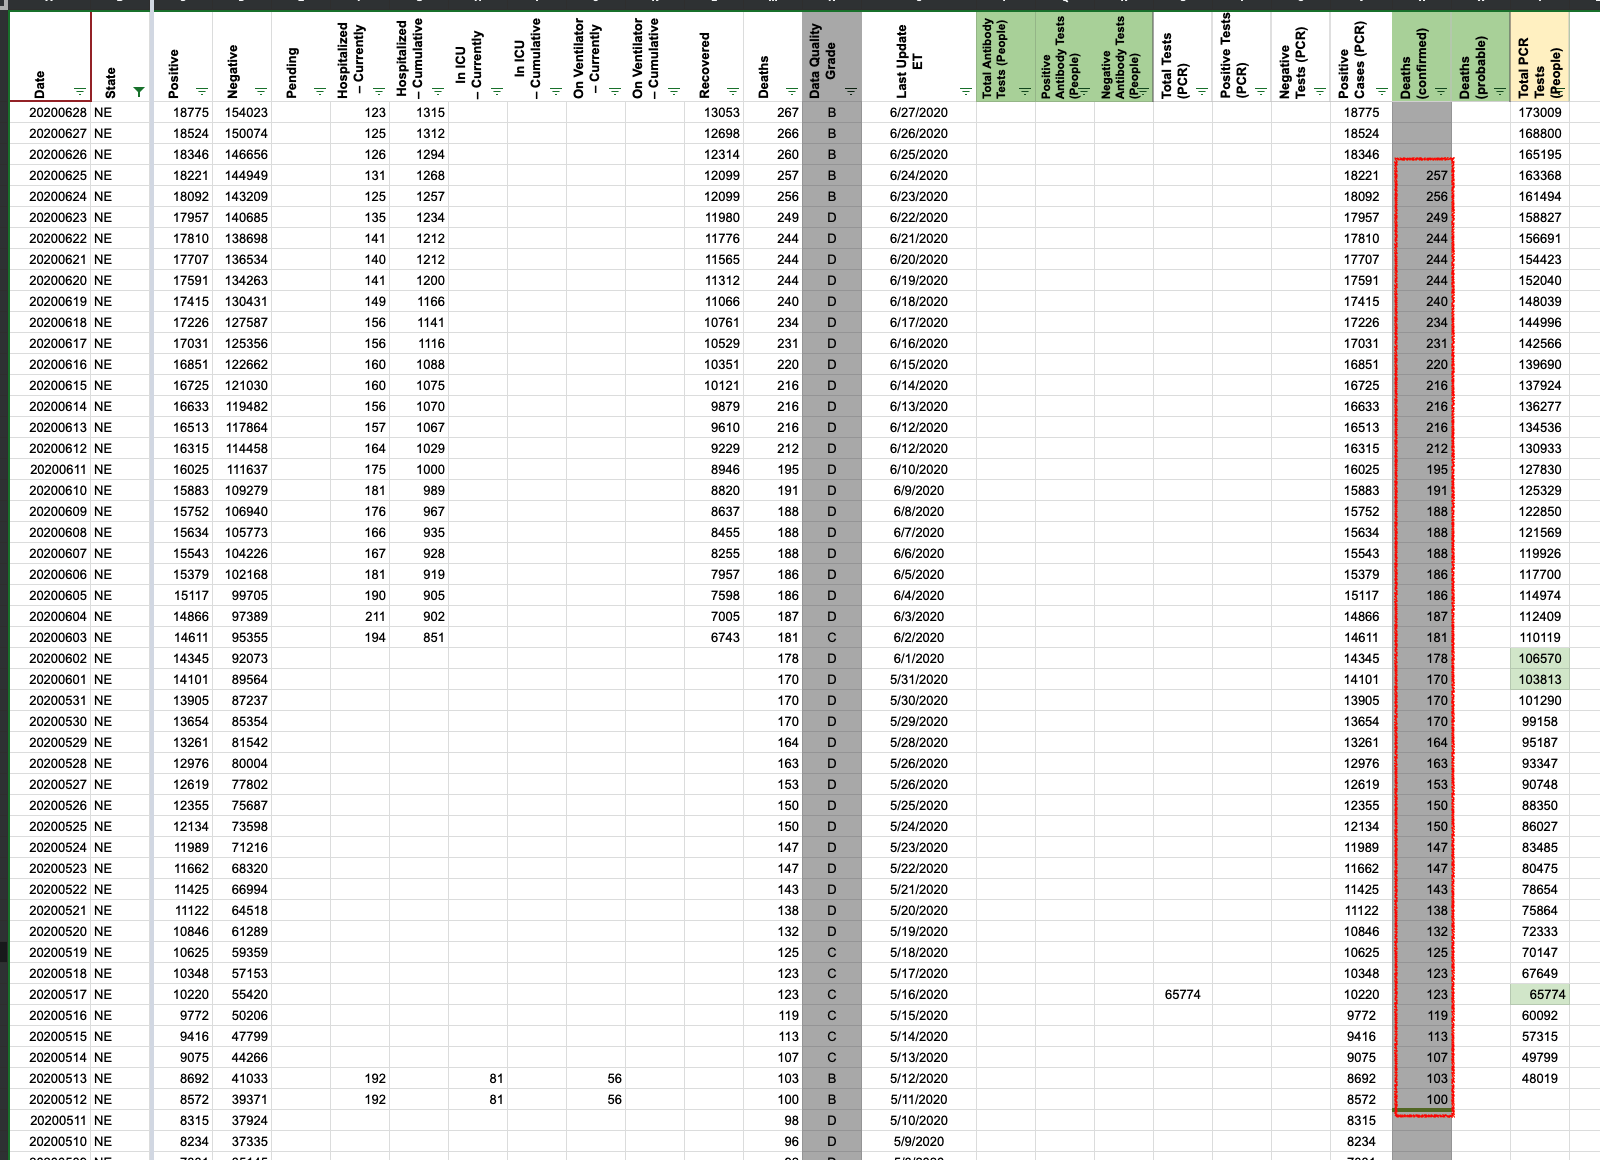 Date State Positive Negative Pending Hospitalized – Currently Hospitalized – Cumulative In ICU – Currently In ICU – Cumulative On Ventilator – Currently On Ventilator – Cumulative Recovered Deaths Data Quality Grade Last Update ET Total Antibody Tests (People) Positive Antibody Tests (People) Negative Antibody Tests (People) Total Tests (PCR) Positive Tests (PCR) Negative Tests (PCR) Positive Cases (PCR) Deaths (confirmed) Deaths (probable) Total PCR Tests (People)
20200628 NE 18775 154023 123 1315 13053 267 B 6/27/2020 18775 173009
20200627 NE 18524 150074 125 1312 12698 266 B 6/26/2020 18524 168800
20200626 NE 18346 146656 126 1294 12314 260 B 6/25/2020 18346 165195
20200625 NE 18221 144949 131 1268 12099 257 B 6/24/2020 18221 257 163368
20200624 NE 18092 143209 125 1257 12099 256 B 6/23/2020 18092 256 161494
20200623 NE 17957 140685 135 1234 11980 249 D 6/22/2020 17957 249 158827
20200622 NE 17810 138698 141 1212 11776 244 D 6/21/2020 17810 244 156691
20200621 NE 17707 136534 140 1212 11565 244 D 6/20/2020 17707 244 154423
20200620 NE 17591 134263 141 1200 11312 244 D 6/19/2020 17591 244 152040
20200619 NE 17415 130431 149 1166 11066 240 D 6/18/2020 17415 240 148039
20200618 NE 17226 127587 156 1141 10761 234 D 6/17/2020 17226 234 144996
20200617 NE 17031 125356 156 1116 10529 231 D 6/16/2020 17031 231 142566
20200616 NE 16851 122662 160 1088 10351 220 D 6/15/2020 16851 220 139690
20200615 NE 16725 121030 160 1075 10121 216 D 6/14/2020 16725 216 137924
20200614 NE 16633 119482 156 1070 9879 216 D 6/13/2020 16633 216 136277
20200613 NE 16513 117864 157 1067 9610 216 D 6/12/2020 16513 216 134536
20200612 NE 16315 114458 164 1029 9229 212 D 6/12/2020 16315 212 130933
20200611 NE 16025 111637 175 1000 8946 195 D 6/10/2020 16025 195 127830
20200610 NE 15883 109279 181 989 8820 191 D 6/9/2020 15883 191 125329
20200609 NE 15752 106940 176 967 8637 188 D 6/8/2020 15752 188 122850
20200608 NE 15634 105773 166 935 8455 188 D 6/7/2020 15634 188 121569
20200607 NE 15543 104226 167 928 8255 188 D 6/6/2020 15543 188 119926
20200606 NE 15379 102168 181 919 7957 186 D 6/5/2020 15379 186 117700
20200605 NE 15117 99705 190 905 7598 186 D 6/4/2020 15117 186 114974
20200604 NE 14866 97389 211 902 7005 187 D 6/3/2020 14866 187 112409
20200603 NE 14611 95355 194 851 6743 181 C 6/2/2020 14611 181 110119
20200602 NE 14345 92073 178 D 6/1/2020 14345 178 106570
20200601 NE 14101 89564 170 D 5/31/2020 14101 170 103813
20200531 NE 13905 87237 170 D 5/30/2020 13905 170 101290
20200530 NE 13654 85354 170 D 5/29/2020 13654 170 99158
20200529 NE 13261 81542 164 D 5/28/2020 13261 164 95187
20200528 NE 12976 80004 163 D 5/26/2020 12976 163 93347
20200527 NE 12619 77802 153 D 5/26/2020 12619 153 90748
20200526 NE 12355 75687 150 D 5/25/2020 12355 150 88350
20200525 NE 12134 73598 150 D 5/24/2020 12134 150 86027
20200524 NE 11989 71216 147 D 5/23/2020 11989 147 83485
20200523 NE 11662 68320 147 D 5/22/2020 11662 147 80475
20200522 NE 11425 66994 143 D 5/21/2020 11425 143 78654
20200521 NE 11122 64518 138 D 5/20/2020 11122 138 75864
20200520 NE 10846 61289 132 D 5/19/2020 10846 132 72333
20200519 NE 10625 59359 125 C 5/18/2020 10625 125 70147
20200518 NE 10348 57153 123 C 5/17/2020 10348 123 67649
20200517 NE 10220 55420 123 C 5/16/2020 65774 10220 123 65774
20200516 NE 9772 50206 119 C 5/15/2020 9772 119 60092
20200515 NE 9416 47799 113 C 5/14/2020 9416 113 57315
20200514 NE 9075 44266 107 C 5/13/2020 9075 107 49799
20200513 NE 8692 41033 192 81 56 103 B 5/12/2020 8692 103 48019
20200512 NE 8572 39371 192 81 56 100 B 5/11/2020 8572 100
20200511 NE 8315 37924 98 D 5/10/2020 8315
20200510 NE 8234 37335 96 D 5/9/2020 8234